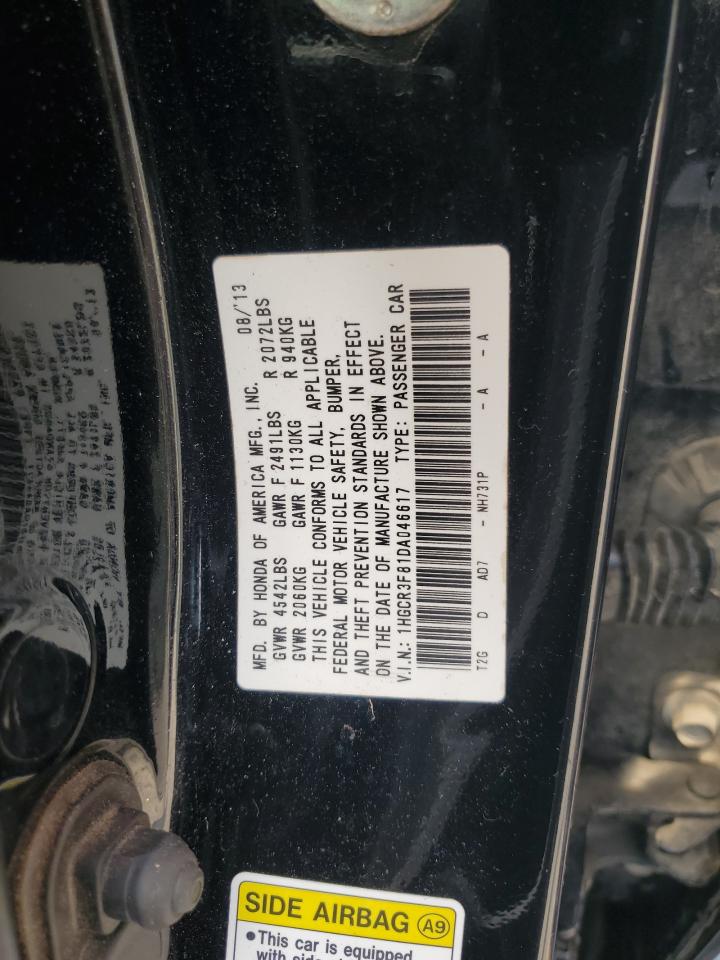 MFD. BY HONDA OF AMERICA MFG., INC. 08/'13
GVWR 4542LBS GAWR F 2491LBS R 2072LBS
GVWR 2060KG GAWR F 1130KG R 940KG
THIS VEHICLE CONFORMS TO ALL APPLICABLE
FEDERAL MOTOR VEHICLE SAFETY, BUMPER,
AND THEFT PREVENTION STANDARDS IN EFFECT
ON THE DATE OF MANUFACTURE SHOWN ABOVE.
V.I.N.: 1HGCR3F81DA046617 TYPE: PASSENGER CAR
T2G D AD7 - NH731P - A - A
SIDE AIRBAG A9
• This car is equipped
with side